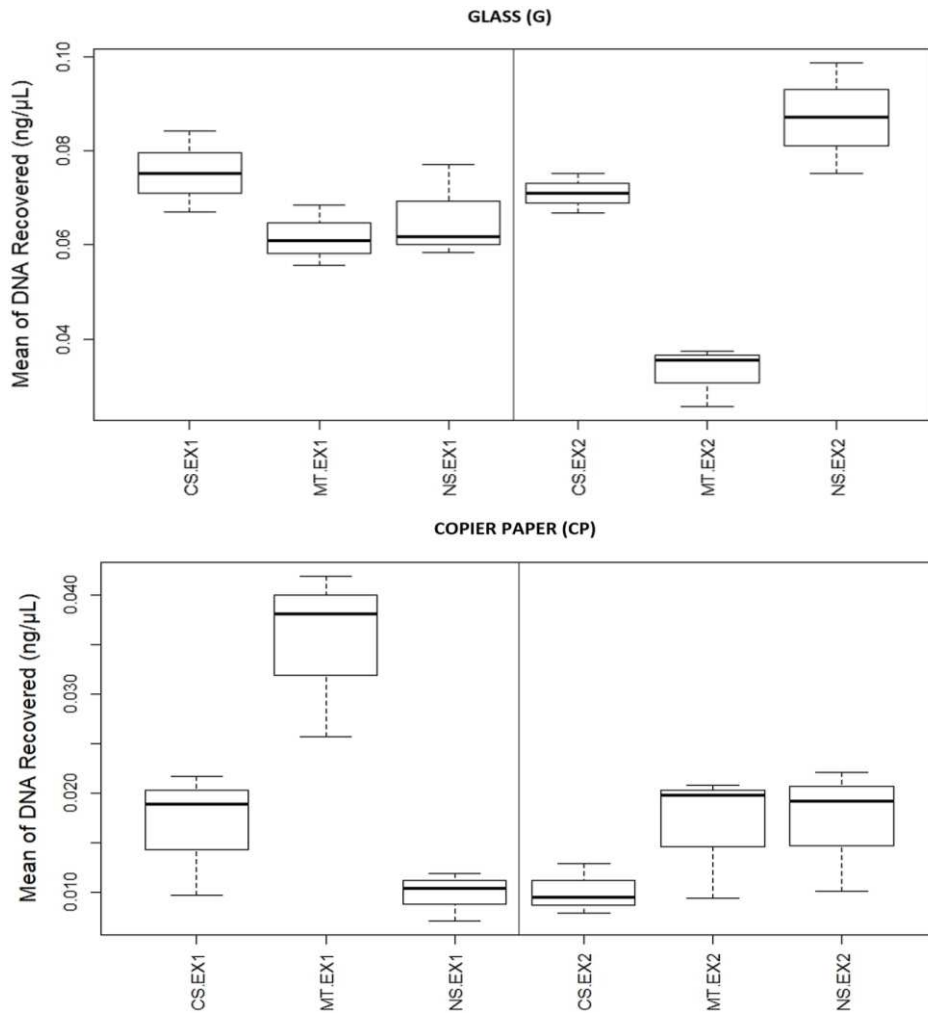 GLASS (G)
Mean of DNA Recovered (ng/µL)
0.10
0.08
0.06
0.04
CS.EX1
MT.EX1
NS.EX1
CS.EX2
MT.EX2
NS.EX2
COPIER PAPER (CP)
Mean of DNA Recovered (ng/µL)
0.040
0.030
0.020
0.010
CS.EX1
MT.EX1
NS.EX1
CS.EX2
MT.EX2
NS.EX2